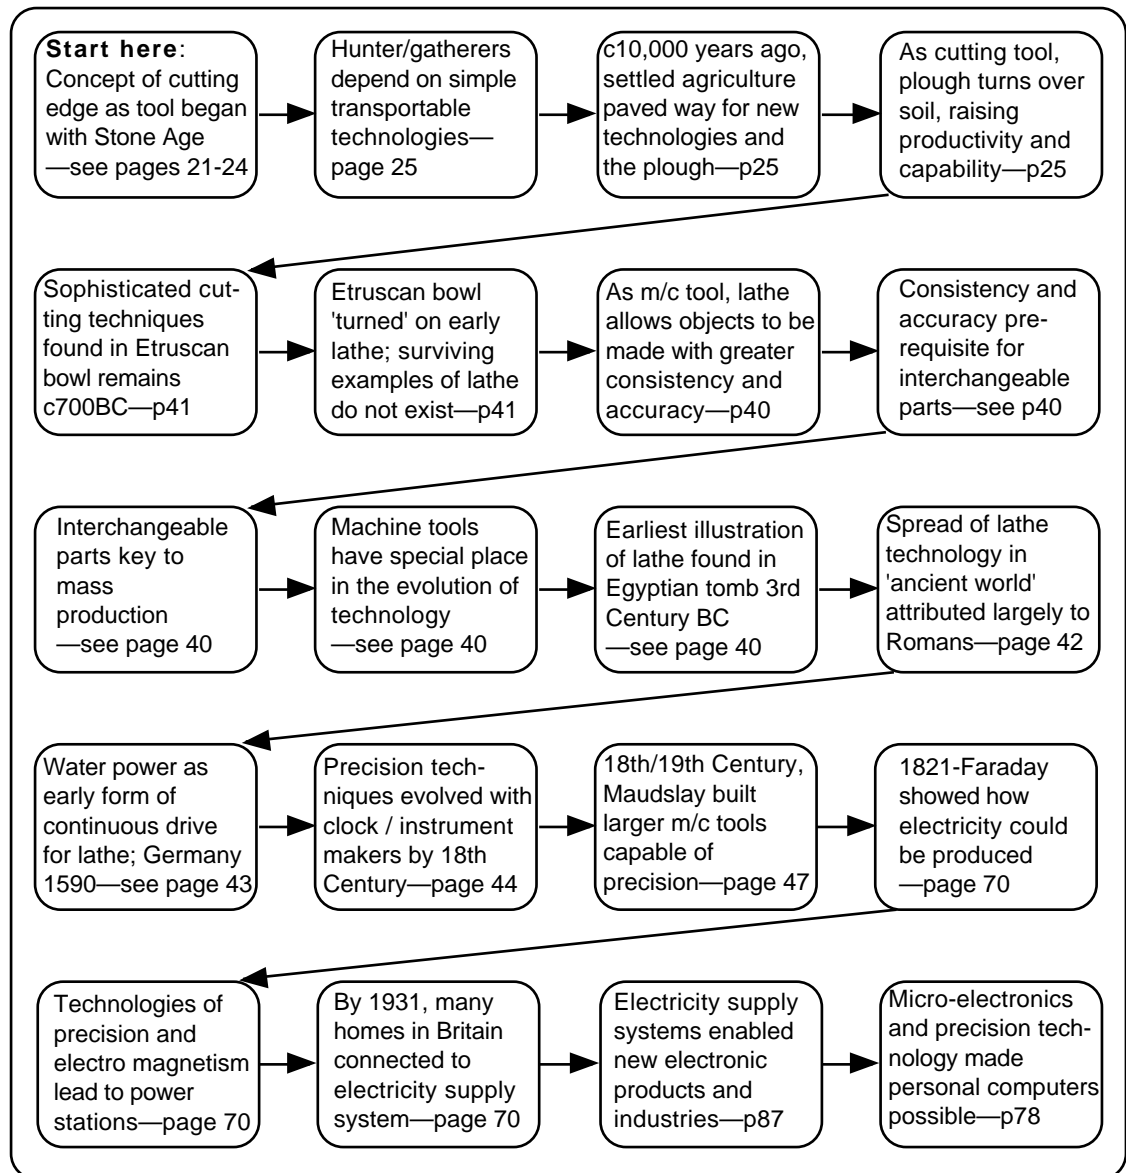 Start here:
Concept of cutting
edge as tool began
with Stone Age
—see pages 21-24
Hunter/gatherers
depend on simple
transportable
technologies—
page 25
c10,000 years ago,
settled agriculture
paved way for new
technologies and
the plough—p25
As cutting tool,
plough turns over
soil, raising
productivity and
capability—p25
Sophisticated cut-
ting techniques
found in Etruscan
bowl remains
c700BC—p41
Etruscan bowl
'turned' on early
lathe; surviving
examples of lathe
do not exist—p41
As m/c tool, lathe
allows objects to be
made with greater
consistency and
accuracy—p40
Consistency and
accuracy pre-
requisite for
interchangeable
parts—see p40
Interchangeable
parts key to
mass
production
—see page 40
Machine tools
have special place
in the evolution of
technology
—see page 40
Earliest illustration
of lathe found in
Egyptian tomb 3rd
Century BC
—see page 40
Spread of lathe
technology in
'ancient world'
attributed largely to
Romans—page 42
Water power as
early form of
continuous drive
for lathe; Germany
1590—see page 43
Precision tech-
niques evolved with
clock / instrument
makers by 18th
Century—page 44
18th/19th Century,
Maudslay built
larger m/c tools
capable of
precision—page 47
1821-Faraday
showed how
electricity could
be produced
—page 70
Technologies of
precision and
electro magnetism
lead to power
stations—page 70
By 1931, many
homes in Britain
connected to
electricity supply
system—page 70
Electricity supply
systems enabled
new electronic
products and
industries—p87
Micro-electronics
and precision tech-
nology made
personal computers
possible—p78